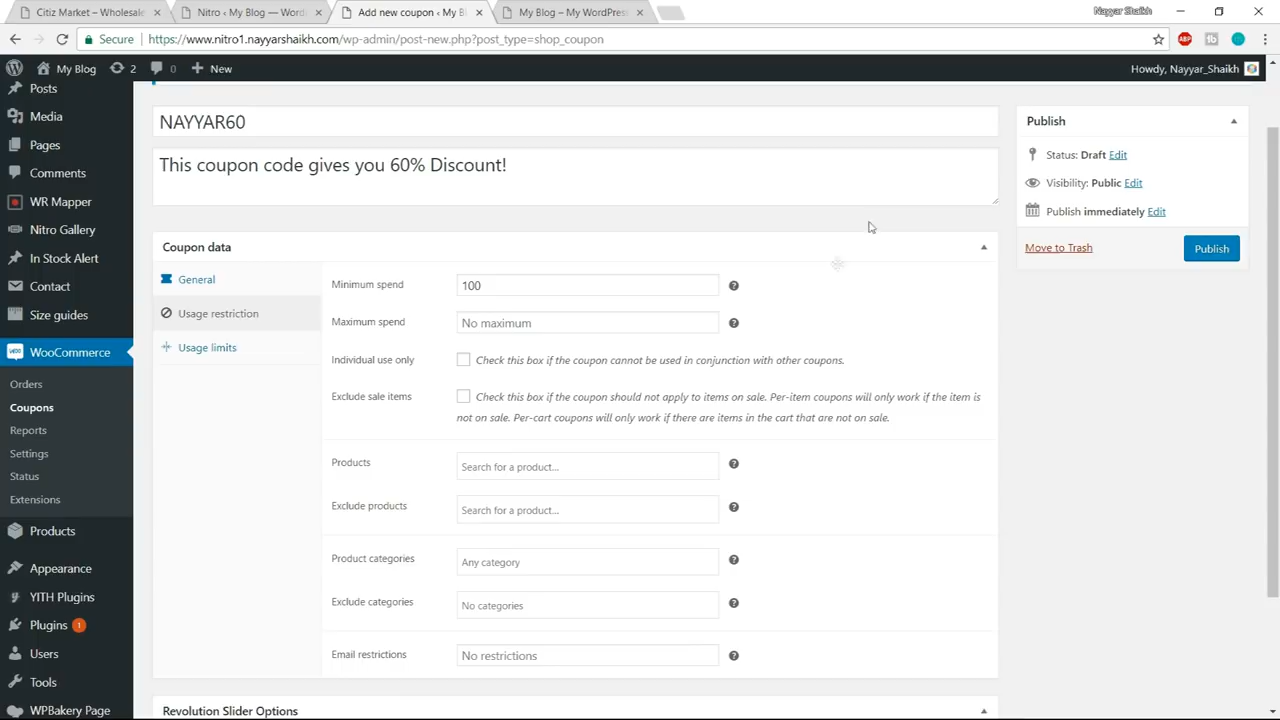 Citiz Market – Wholesale
Nitro ‹ My Blog — Word
Add new coupon ‹ My Bl
My Blog – My WordPress
Nayyar Shaikh
Secure
https://www.nitro1.nayyarshaikh.com/wp-admin/post-new.php?post_type=shop_coupon
ABP
tb
My Blog
2
0
New
Howdy, Nayyar_Shaikh
Posts
Media
Pages
Comments
WR Mapper
Nitro Gallery
In Stock Alert
Contact
Size guides
WooCommerce
Orders
Coupons
Reports
Settings
Status
Extensions
Products
Appearance
YITH Plugins
Plugins 1
Users
Tools
WPBakery Page
NAYYAR60
This coupon code gives you 60% Discount!
Coupon data
General
Usage restriction
Usage limits
Minimum spend
100
Maximum spend
No maximum
Individual use only
Check this box if the coupon cannot be used in conjunction with other coupons.
Exclude sale items
Check this box if the coupon should not apply to items on sale. Per-item coupons will only work if the item is
not on sale. Per-cart coupons will only work if there are items in the cart that are not on sale.
Products
Search for a product...
Exclude products
Search for a product...
Product categories
Any category
Exclude categories
No categories
Email restrictions
No restrictions
Revolution Slider Options
Publish
Status: Draft Edit
Visibility: Public Edit
Publish immediately Edit
Move to Trash
Publish